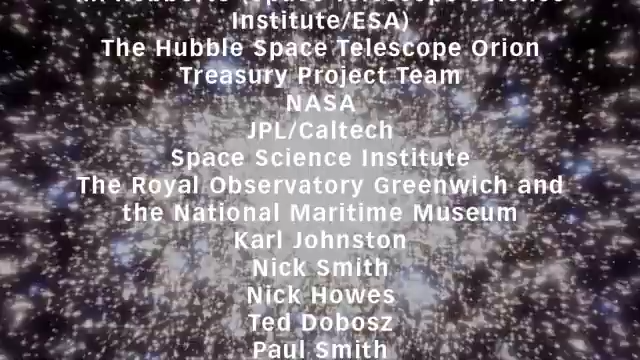 Institute/ESA)
The Hubble Space Telescope Orion
Treasury Project Team
NASA
JPL/Caltech
Space Science Institute
The Royal Observatory Greenwich and
the National Maritime Museum
Karl Johnston
Nick Smith
Nick Howes
Ted Dobosz
Paul Smith